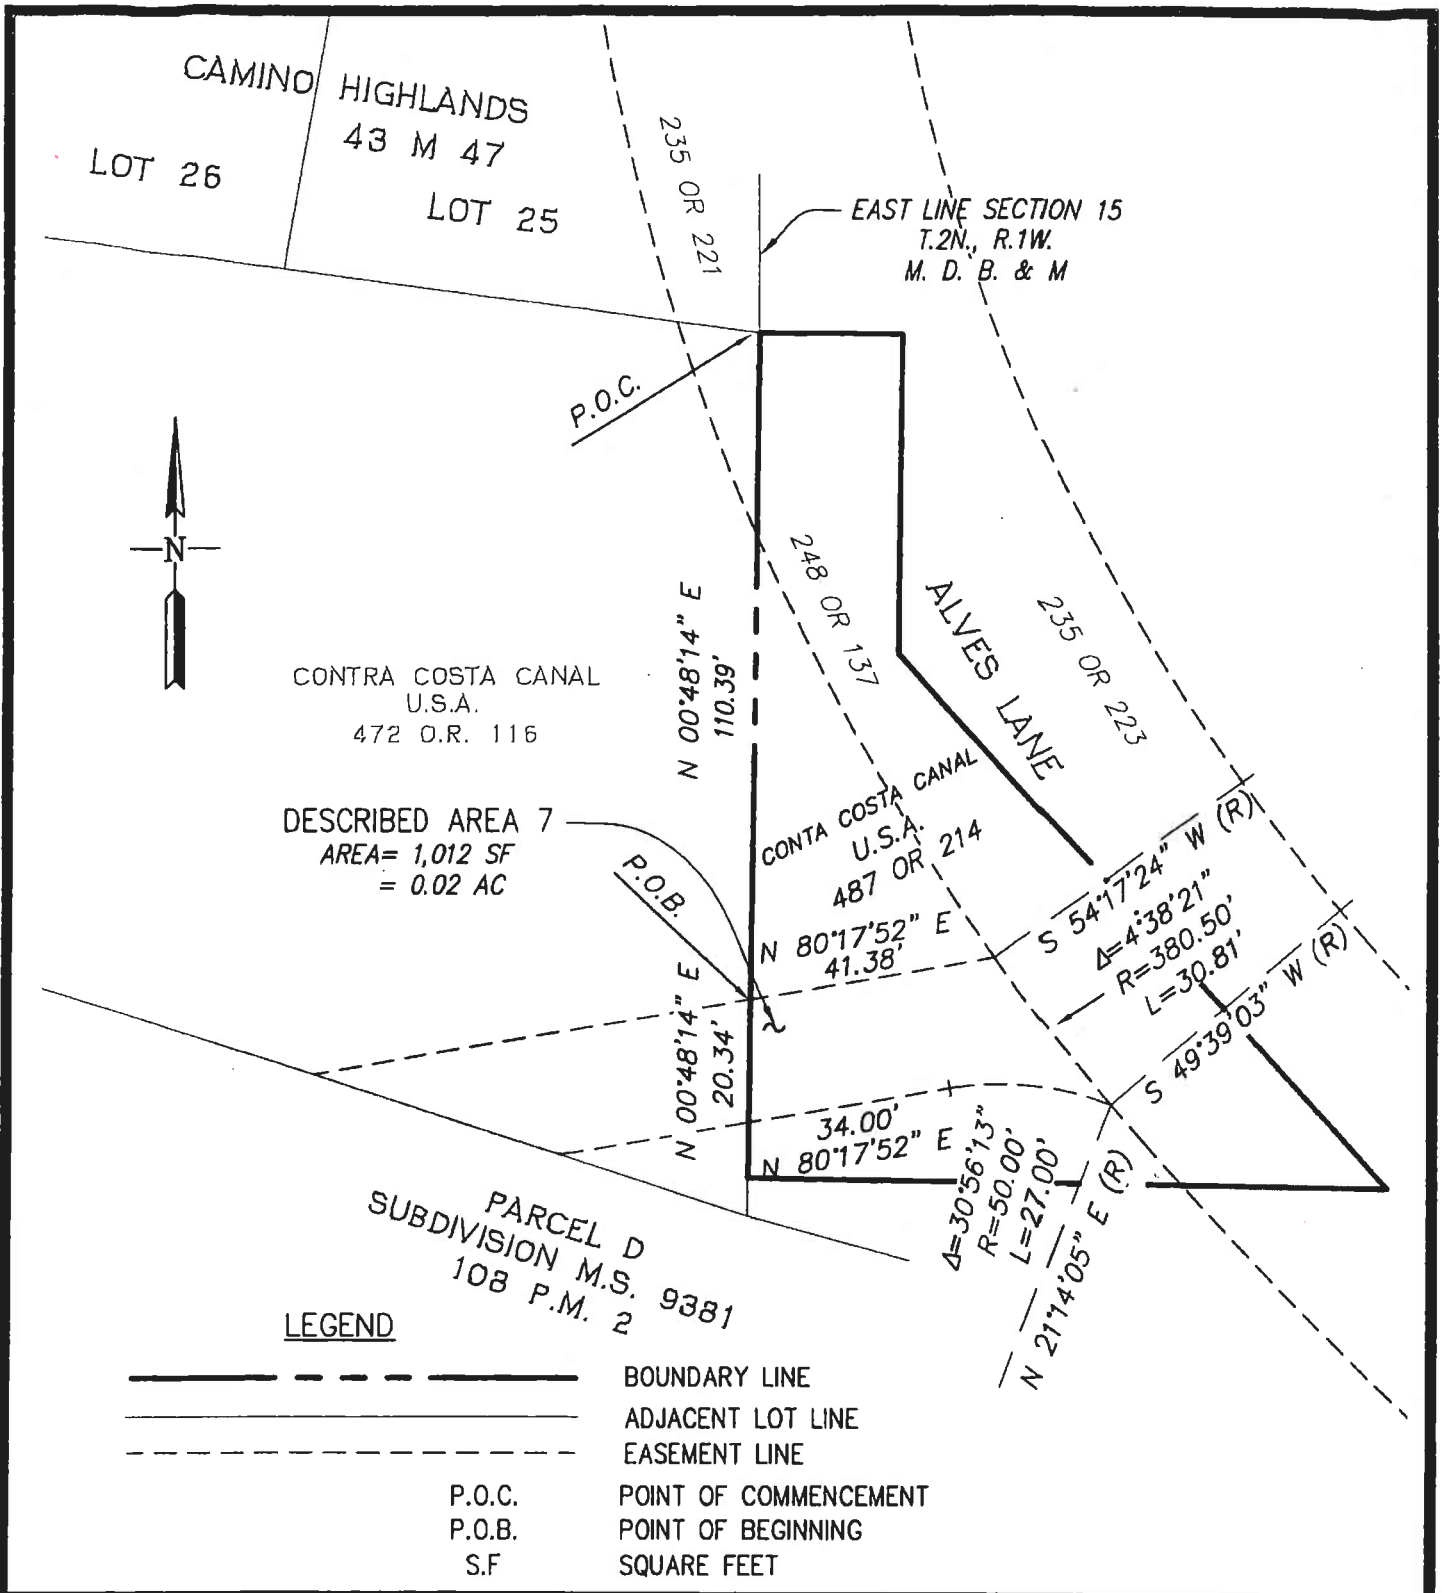 CAMINO HIGHLANDS
43 M 47
LOT 26
LOT 25
235 OR 221
EAST LINE SECTION 15
T.2N., R.1W.
M. D. B. & M
P.O.C.
N
248 OR 137
ALVES LANE
235 OR 223
N 00°48'14" E
110.39'
CONTRA COSTA CANAL
U.S.A.
472 O.R. 116
DESCRIBED AREA 7
AREA= 1,012 SF
= 0.02 AC
P.O.B.
CONTA COSTA CANAL
U.S.A.
487 OR 214
N 80°17'52" E
41.38'
S 54°17'24" W (R)
Δ=4°38'21"
R=380.50'
L=30.81'
S 49°39'03" W (R)
N 00°48'14" E
20.34'
34.00'
N 80°17'52" E
Δ=30°56'13"
R=50.00'
L=27.00'
N 21°14'05" E (R)
PARCEL D
SUBDIVISION M.S. 9381
108 P.M. 2
LEGEND
BOUNDARY LINE
ADJACENT LOT LINE
EASEMENT LINE
P.O.C. POINT OF COMMENCEMENT
P.O.B. POINT OF BEGINNING
S.F SQUARE FEET